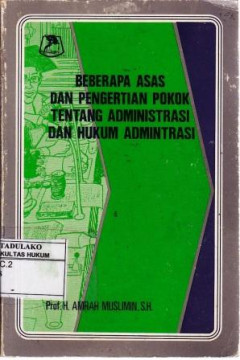 BEBERAPA ASAS
DAN PENGERTIAN POKOK
TENTANG ADMINISTRASI
DAN HUKUM ADMINTRASI
TADULAKO
KULTAS HUKUM
C.2
Prof. H. AMRAH MUSLIMIN, S.H.